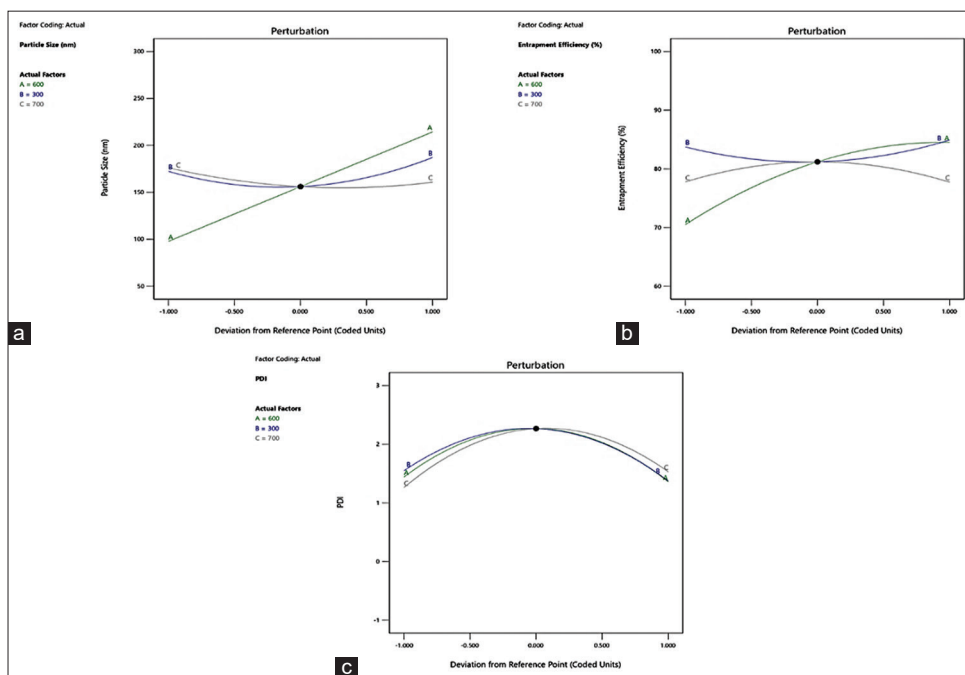 Factor Coding: Actual
Particle Size (nm)
Actual Factors
A = 600
B = 300
C = 700
Perturbation
Particle Size (nm)
300
250
200
150
100
50
B
C
A
A
B
C
-1.000
-0.500
0.000
0.500
1.000
Deviation from Reference Point (Coded Units)
a
Factor Coding: Actual
Entrapment Efficiency (%)
Actual Factors
A = 600
B = 300
C = 700
Perturbation
Entrapment Efficiency (%)
100
90
80
70
60
B
C
A
B
A
C
-1.000
-0.500
0.000
0.500
1.000
Deviation from Reference Point (Coded Units)
b
Factor Coding: Actual
PDI
Actual Factors
A = 600
B = 300
C = 700
Perturbation
PDI
3
2
1
0
-1
B
A
C
C
B
A
-1.000
-0.500
0.000
0.500
1.000
Deviation from Reference Point (Coded Units)
c